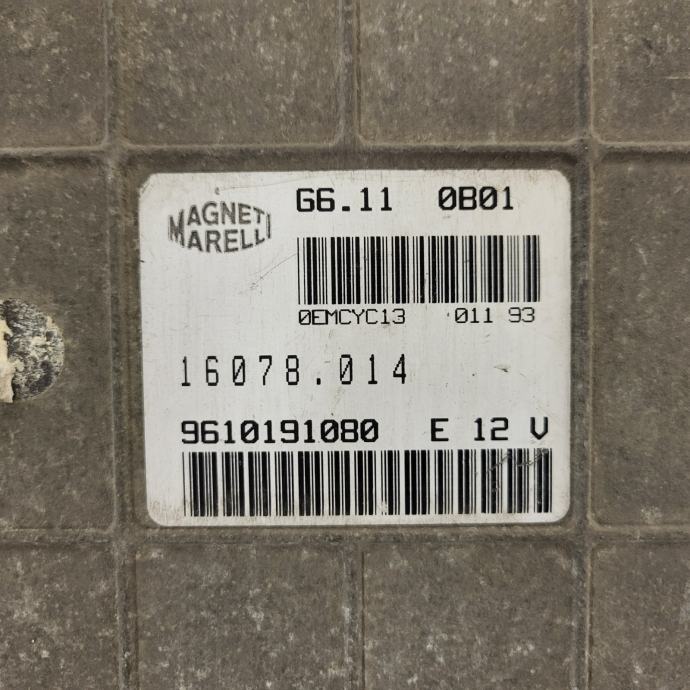 MAGNETI
MARELLI
G6.11 0B01
0EMCYC13 011 93
16078.014
9610191080 E 12 V